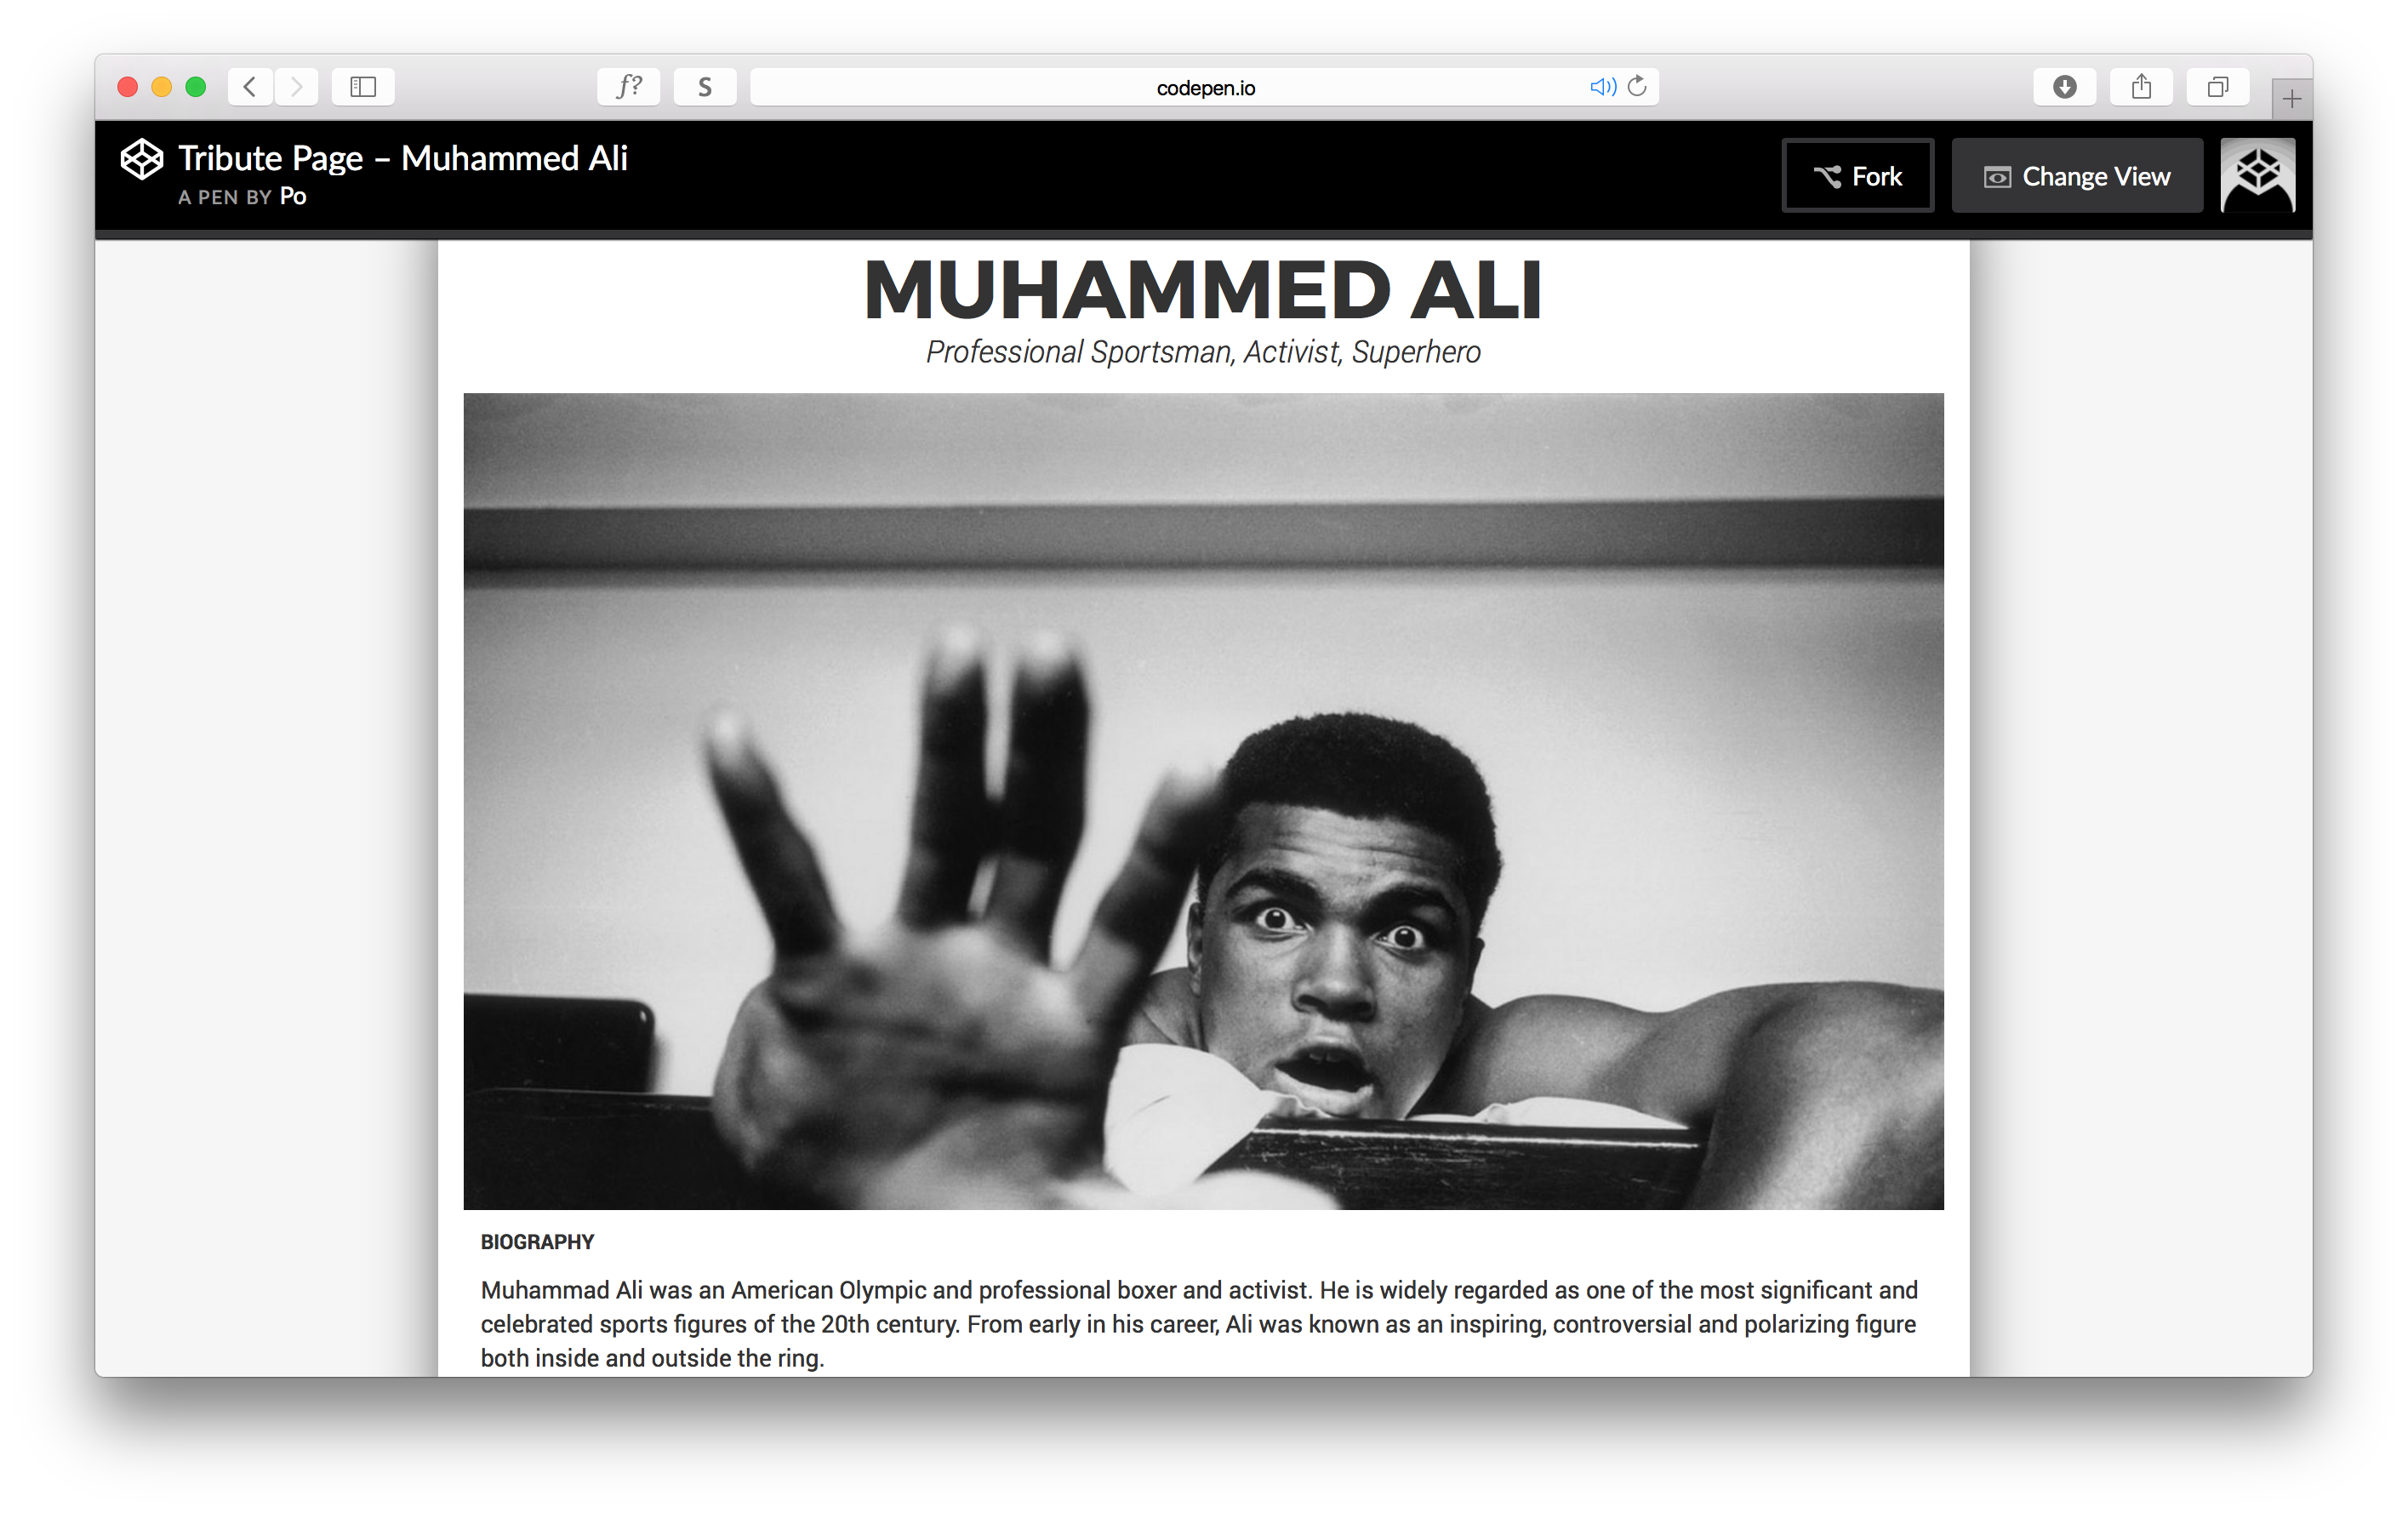 f?
S
codepen.io
Tribute Page – Muhammed Ali
A PEN BY Po
Fork
Change View
MUHAMMED ALI
Professional Sportsman, Activist, Superhero
BIOGRAPHY
Muhammad Ali was an American Olympic and professional boxer and activist. He is widely regarded as one of the most significant and
celebrated sports figures of the 20th century. From early in his career, Ali was known as an inspiring, controversial and polarizing figure
both inside and outside the ring.